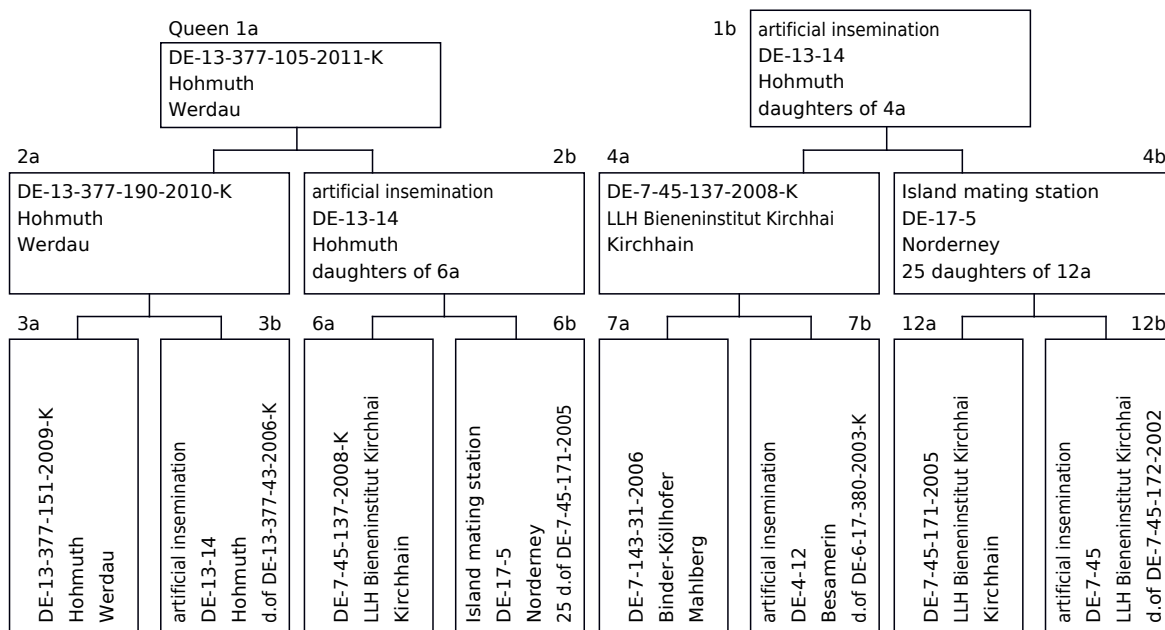 Queen 1a
DE-13-377-105-2011-K
Hohmuth
Werdau
1b
artificial insemination
DE-13-14
Hohmuth
daughters of 4a
2a
DE-13-377-190-2010-K
Hohmuth
Werdau
2b
artificial insemination
DE-13-14
Hohmuth
daughters of 6a
4a
DE-7-45-137-2008-K
LLH Bieneninstitut Kirchhai
Kirchhain
4b
Island mating station
DE-17-5
Norderney
25 daughters of 12a
3a
DE-13-377-151-2009-K
Hohmuth
Werdau
3b
artificial insemination
DE-13-14
Hohmuth
d.of DE-13-377-43-2006-K
6a
DE-7-45-137-2008-K
LLH Bieneninstitut Kirchhai
Kirchhain
6b
Island mating station
DE-17-5
Norderney
25 d.of DE-7-45-171-2005
7a
DE-7-143-31-2006
Binder-Köllhofer
Mahlberg
7b
artificial insemination
DE-4-12
Besamerin
d.of DE-6-17-380-2003-K
12a
DE-7-45-171-2005
LLH Bieneninstitut Kirchhai
Kirchhain
12b
artificial insemination
DE-7-45
LLH Bieneninstitut Kirchhai
d.of DE-7-45-172-2002